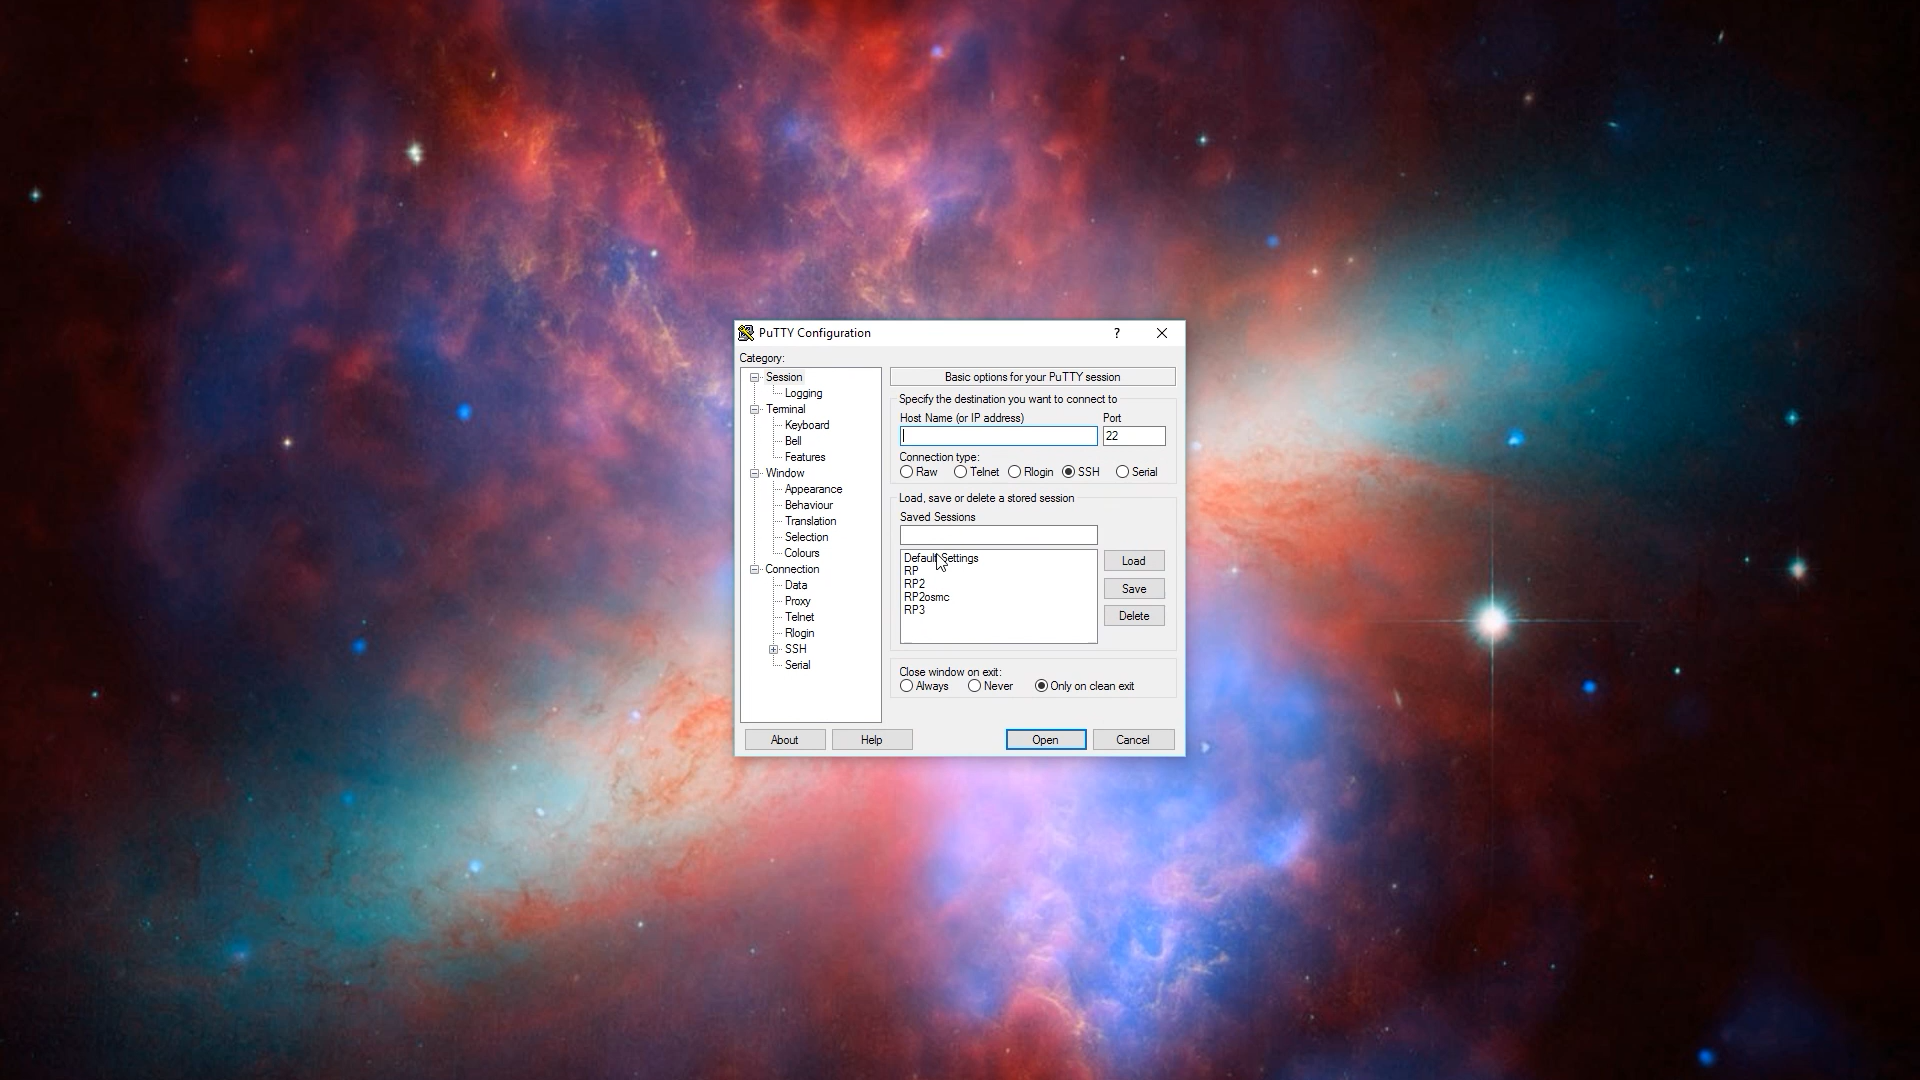 PuTTY Configuration
?
Category:
Session
Logging
Terminal
Keyboard
Bell
Features
Window
Appearance
Behaviour
Translation
Selection
Colours
Connection
Data
Proxy
Telnet
Rlogin
SSH
Serial
Basic options for your PuTTY session
Specify the destination you want to connect to
Host Name (or IP address) Port
22
Connection type:
Raw Telnet Rlogin SSH Serial
Load, save or delete a stored session
Saved Sessions
Default Settings
RP
RP2
RP2osmc
RP3
Load
Save
Delete
Close window on exit:
Always Never Only on clean exit
About Help Open Cancel